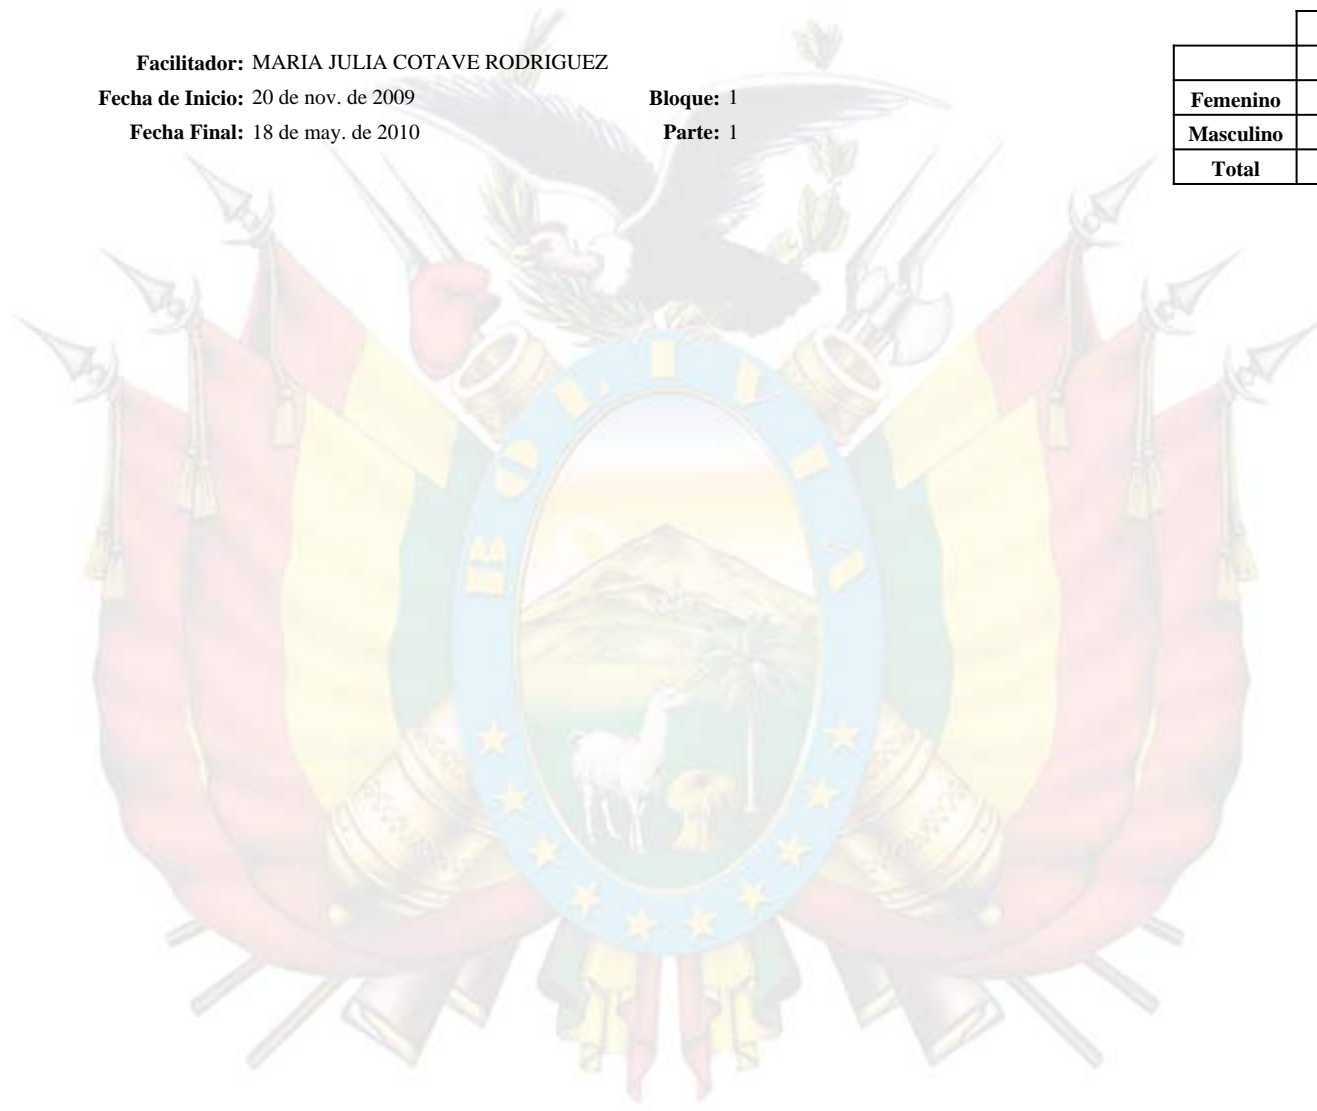 Facilitador: MARIA JULIA COTAVE RODRIGUEZ
Fecha de Inicio: 20 de nov. de 2009 Bloque: 1
Fecha Final: 18 de may. de 2010 Parte: 1
Femenino
Masculino
Total
BOLIVIA